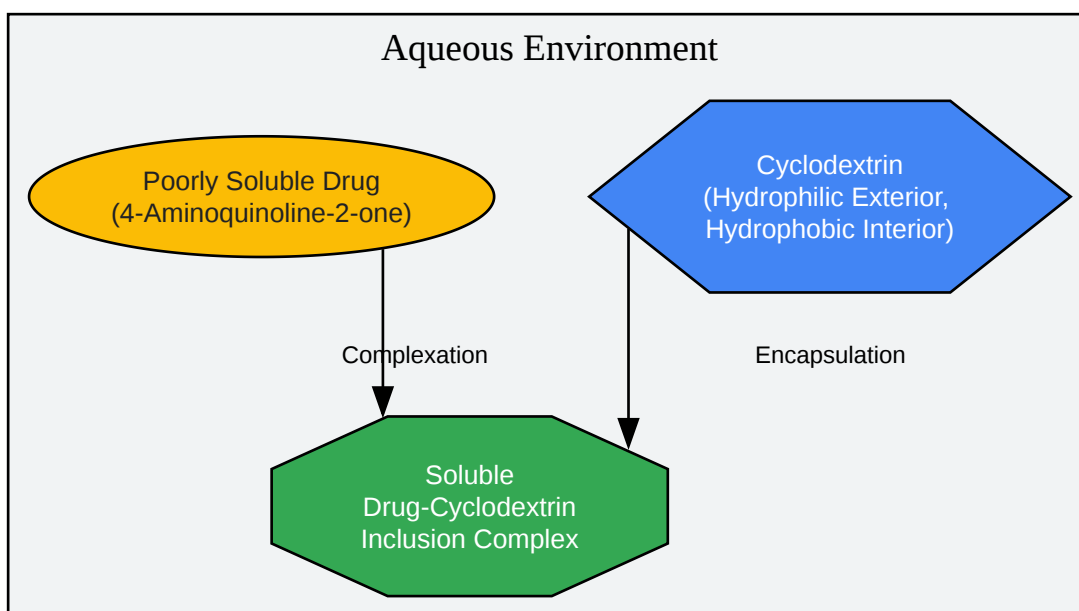 Aqueous Environment
Poorly Soluble Drug
(4-Aminoquinoline-2-one)
Cyclodextrin
(Hydrophilic Exterior,
Hydrophobic Interior)
Complexation
Encapsulation
Soluble
Drug-Cyclodextrin
Inclusion Complex